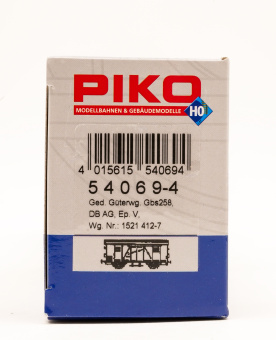 PIKO
MODELLBAHNEN & GEBÄUDEMODELLE
H0
4 015615 540694
54069-4
Ged. Güterwg. Gbs258,
DB AG, Ep. V,
Wg. Nr.: 1521 412-7